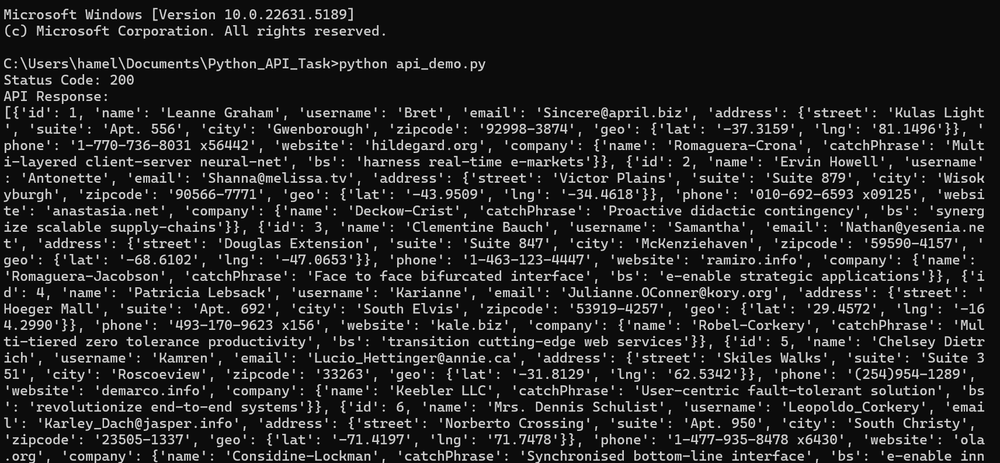 Microsoft Windows [Version 10.0.22631.5189]
(c) Microsoft Corporation. All rights reserved.
C:\Users\hamel\Documents\Python_API_Task>python api_demo.py
Status Code: 200
API Response:
[{'id': 1, 'name': 'Leanne Graham', 'username': 'Bret', 'email': 'Sincere@april.biz', 'address': {'street': 'Kulas Light
', 'suite': 'Apt. 556', 'city': 'Gwenborough', 'zipcode': '92998-3874', 'geo': {'lat': '-37.3159', 'lng': '81.1496'}}, '
phone': '1-770-736-8031 x56442', 'website': 'hildegard.org', 'company': {'name': 'Romaguera-Crona', 'catchPhrase': 'Mult
i-layered client-server neural-net', 'bs': 'harness real-time e-markets'}}, {'id': 2, 'name': 'Ervin Howell', 'username'
: 'Antonette', 'email': 'Shanna@melissa.tv', 'address': {'street': 'Victor Plains', 'suite': 'Suite 879', 'city': 'Wisok
yburgh', 'zipcode': '90566-7771', 'geo': {'lat': '-43.9509', 'lng': '-34.4618'}}, 'phone': '010-692-6593 x09125', 'websi
te': 'anastasia.net', 'company': {'name': 'Deckow-Crist', 'catchPhrase': 'Proactive didactic contingency', 'bs': 'synerg
ize scalable supply-chains'}}, {'id': 3, 'name': 'Clementine Bauch', 'username': 'Samantha', 'email': 'Nathan@yesenia.ne
t', 'address': {'street': 'Douglas Extension', 'suite': 'Suite 847', 'city': 'McKenziehaven', 'zipcode': '59590-4157', '
geo': {'lat': '-68.6102', 'lng': '-47.0653'}}, 'phone': '1-463-123-4447', 'website': 'ramiro.info', 'company': {'name':
'Romaguera-Jacobson', 'catchPhrase': 'Face to face bifurcated interface', 'bs': 'e-enable strategic applications'}}, {'i
d': 4, 'name': 'Patricia Lebsack', 'username': 'Karianne', 'email': 'Julianne.OConner@kory.org', 'address': {'street': '
Hoeger Mall', 'suite': 'Apt. 692', 'city': 'South Elvis', 'zipcode': '53919-4257', 'geo': {'lat': '29.4572', 'lng': '-16
4.2990'}}, 'phone': '493-170-9623 x156', 'website': 'kale.biz', 'company': {'name': 'Robel-Corkery', 'catchPhrase': 'Mul
ti-tiered zero tolerance productivity', 'bs': 'transition cutting-edge web services'}}, {'id': 5, 'name': 'Chelsey Dietr
ich', 'username': 'Kamren', 'email': 'Lucio_Hettinger@annie.ca', 'address': {'street': 'Skiles Walks', 'suite': 'Suite 3
51', 'city': 'Roscoeview', 'zipcode': '33263', 'geo': {'lat': '-31.8129', 'lng': '62.5342'}}, 'phone': '(254)954-1289',
'website': 'demarco.info', 'company': {'name': 'Keebler LLC', 'catchPhrase': 'User-centric fault-tolerant solution', 'bs
': 'revolutionize end-to-end systems'}}, {'id': 6, 'name': 'Mrs. Dennis Schulist', 'username': 'Leopoldo_Corkery', 'emai
l': 'Karley_Dach@jasper.info', 'address': {'street': 'Norberto Crossing', 'suite': 'Apt. 950', 'city': 'South Christy',
'zipcode': '23505-1337', 'geo': {'lat': '-71.4197', 'lng': '71.7478'}}, 'phone': '1-477-935-8478 x6430', 'website': 'ola
.org', 'company': {'name': 'Considine-Lockman', 'catchPhrase': 'Synchronised bottom-line interface', 'bs': 'e-enable inn